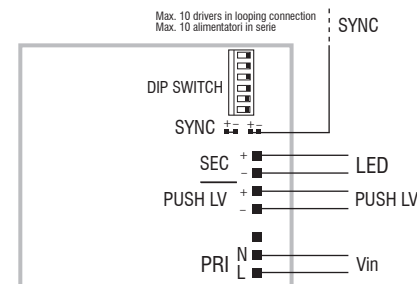 Max. 10 drivers in looping connection
Max. 10 alimentatori in serie
SYNC
DIP SWITCH
SYNC + - + -
SEC + - LED
PUSH LV + - PUSH LV
PRI N L Vin